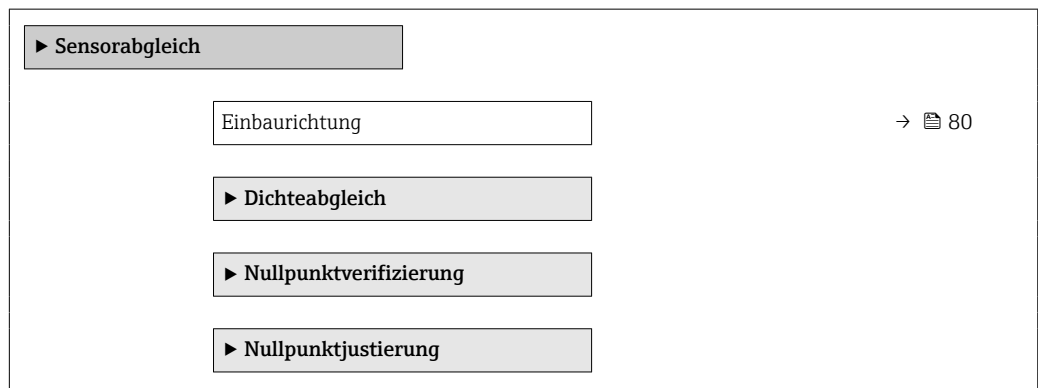 ▶ Sensorabgleich
Einbaurichtung → 80
▶ Dichteabgleich
▶ Nullpunktverifizierung
▶ Nullpunktjustierung